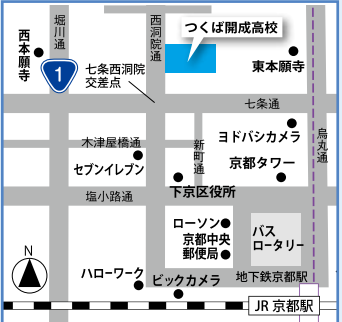 つくば開成高校
堀川通
西洞院通
西本願寺
1
七条西洞院
交差点
東本願寺
七条通
ヨドバシカメラ
烏丸通
木津屋橋通
新町通
セブンイレブン
京都タワー
下京区役所
塩小路通
ローソン
京都中央
郵便局
バス
ロータリー
N
ハローワーク
ビックカメラ
地下鉄京都駅
JR 京都駅